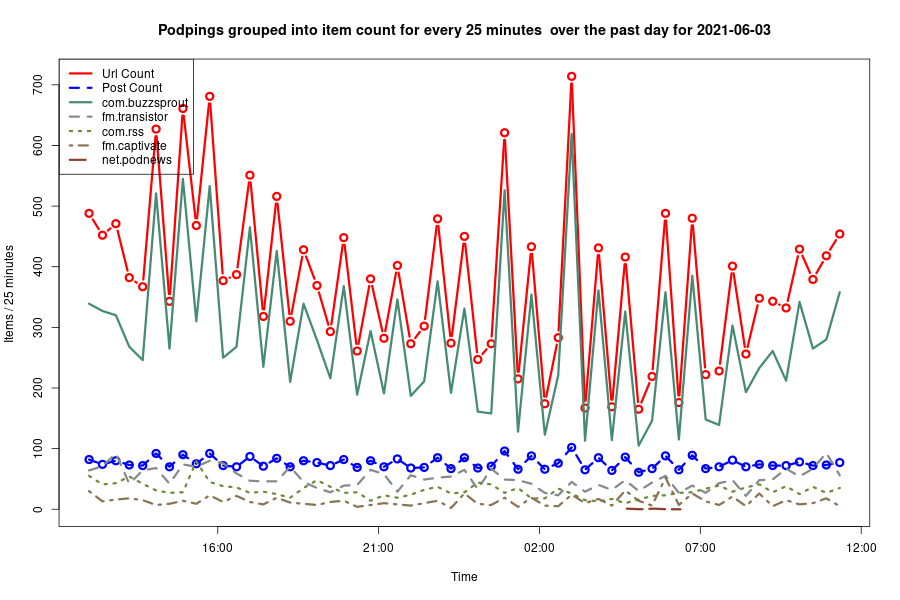 Podpings grouped into item count for every 25 minutes  over the past day for 2021-06-03
Url Count
Post Count
com.buzzsprout
fm.transistor
com.rss
fm.captivate
net.podnews
Items / 25 minutes
700
600
500
400
300
200
100
0
16:00
21:00
02:00
07:00
12:00
Time